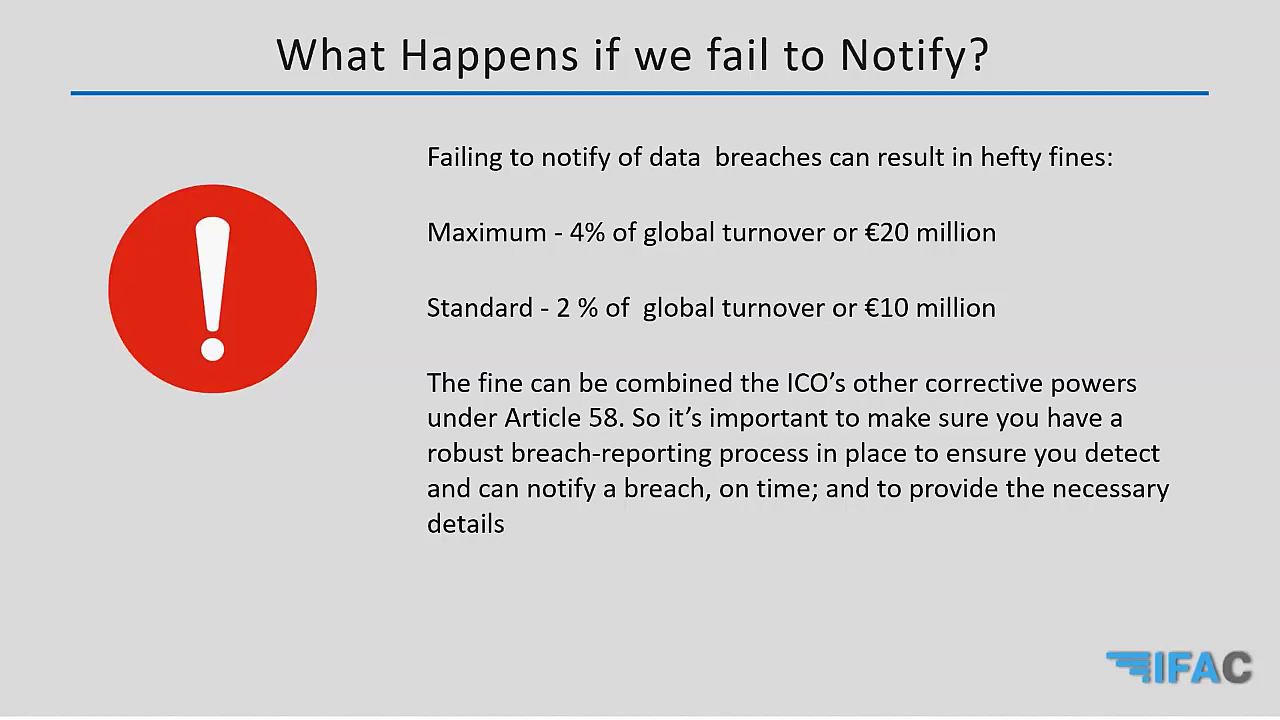 What Happens if we fail to Notify?
Failing to notify of data  breaches can result in hefty fines:
Maximum - 4% of global turnover or €20 million
Standard - 2 % of  global turnover or €10 million
The fine can be combined the ICO’s other corrective powers
under Article 58. So it’s important to make sure you have a
robust breach-reporting process in place to ensure you detect
and can notify a breach, on time; and to provide the necessary
details
IFAC